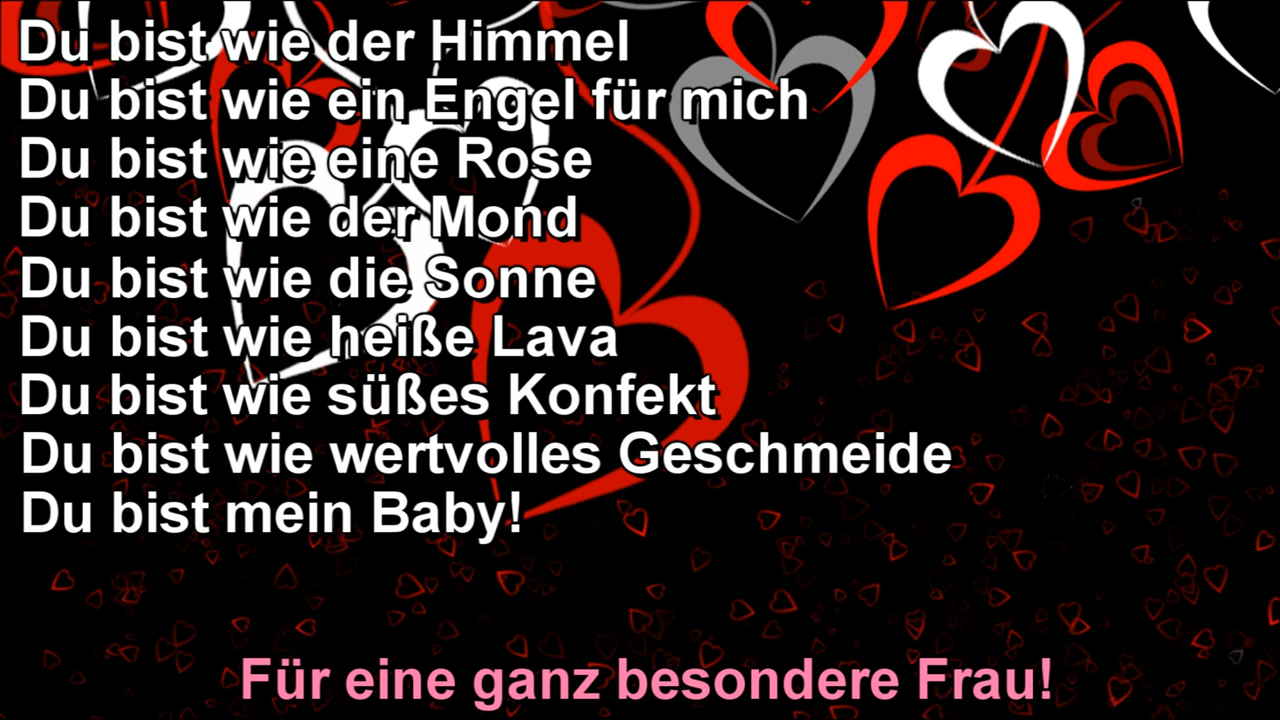 Du bist wie der Himmel
Du bist wie ein Engel für mich
Du bist wie eine Rose
Du bist wie der Mond
Du bist wie die Sonne
Du bist wie heiße Lava
Du bist wie süßes Konfekt
Du bist wie wertvolles Geschmeide
Du bist mein Baby!
Für eine ganz besondere Frau!